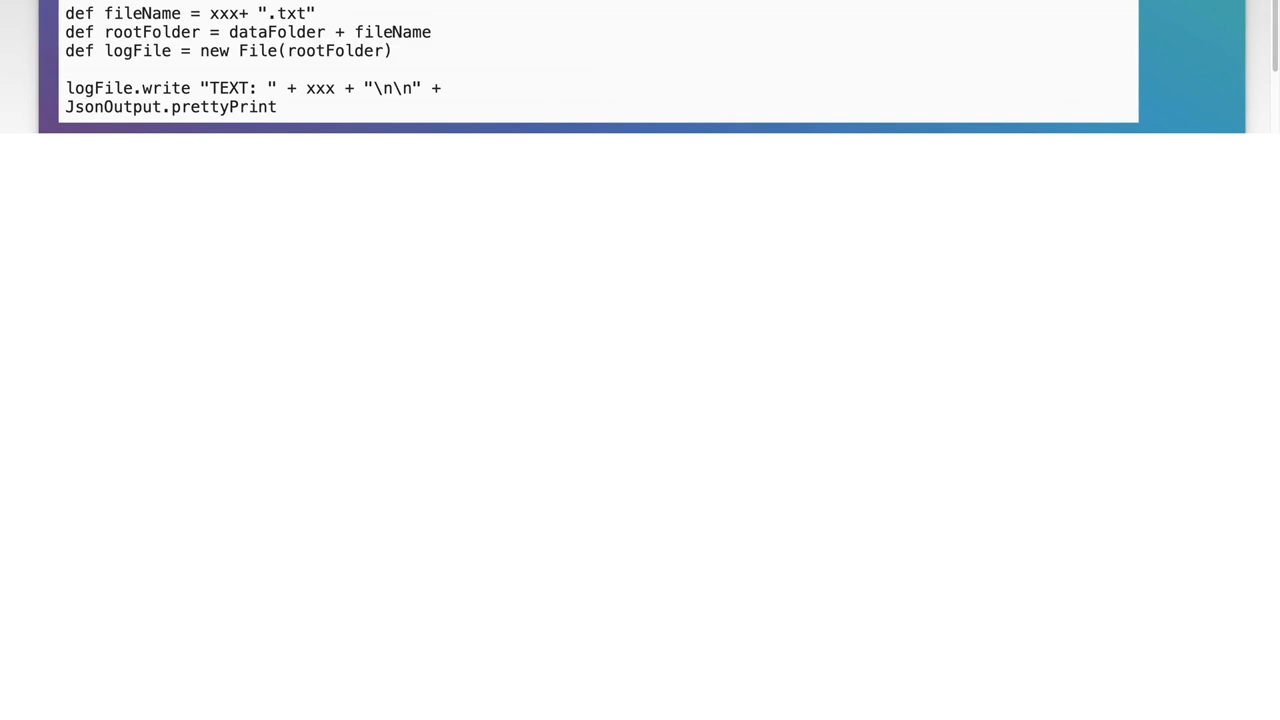 def fileName = xxx+ ".txt"
def rootFolder = dataFolder + fileName
def logFile = new File(rootFolder)
logFile.write "TEXT: " + xxx + "\n\n" +
JsonOutput.prettyPrint